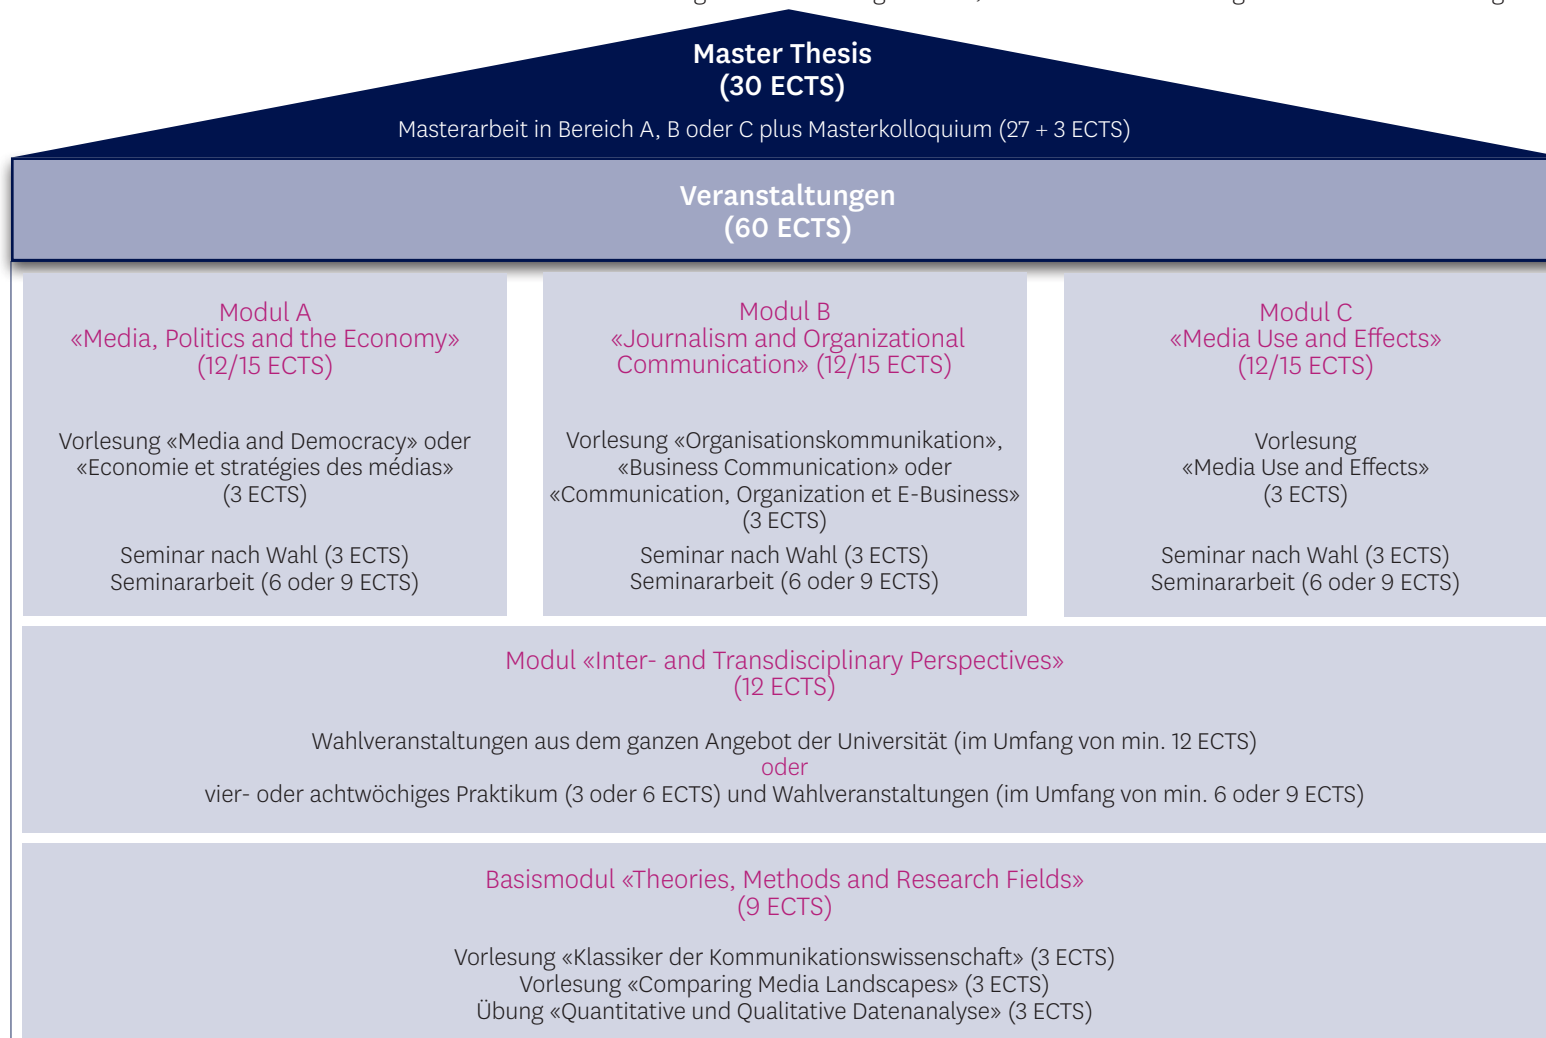 Master Thesis
(30 ECTS)
Masterarbeit in Bereich A, B oder C plus Masterkolloquium (27 + 3 ECTS)
Veranstaltungen
(60 ECTS)
Modul A
«Media, Politics and the Economy»
(12/15 ECTS)
Vorlesung «Media and Democracy» oder
«Economie et stratégies des médias»
(3 ECTS)
Seminar nach Wahl (3 ECTS)
Seminararbeit (6 oder 9 ECTS)
Modul B
«Journalism and Organizational
Communication» (12/15 ECTS)
Vorlesung «Organisationskommunikation»,
«Business Communication» oder
«Communication, Organization et E-Business»
(3 ECTS)
Seminar nach Wahl (3 ECTS)
Seminararbeit (6 oder 9 ECTS)
Modul C
«Media Use and Effects»
(12/15 ECTS)
Vorlesung
«Media Use and Effects»
(3 ECTS)
Seminar nach Wahl (3 ECTS)
Seminararbeit (6 oder 9 ECTS)
Modul «Inter- and Transdisciplinary Perspectives»
(12 ECTS)
Wahlveranstaltungen aus dem ganzen Angebot der Universität (im Umfang von min. 12 ECTS)
oder
vier- oder achtwöchiges Praktikum (3 oder 6 ECTS) und Wahlveranstaltungen (im Umfang von min. 6 oder 9 ECTS)
Basismodul «Theories, Methods and Research Fields»
(9 ECTS)
Vorlesung «Klassiker der Kommunikationswissenschaft» (3 ECTS)
Vorlesung «Comparing Media Landscapes» (3 ECTS)
Übung «Quantitative und Qualitative Datenanalyse» (3 ECTS)